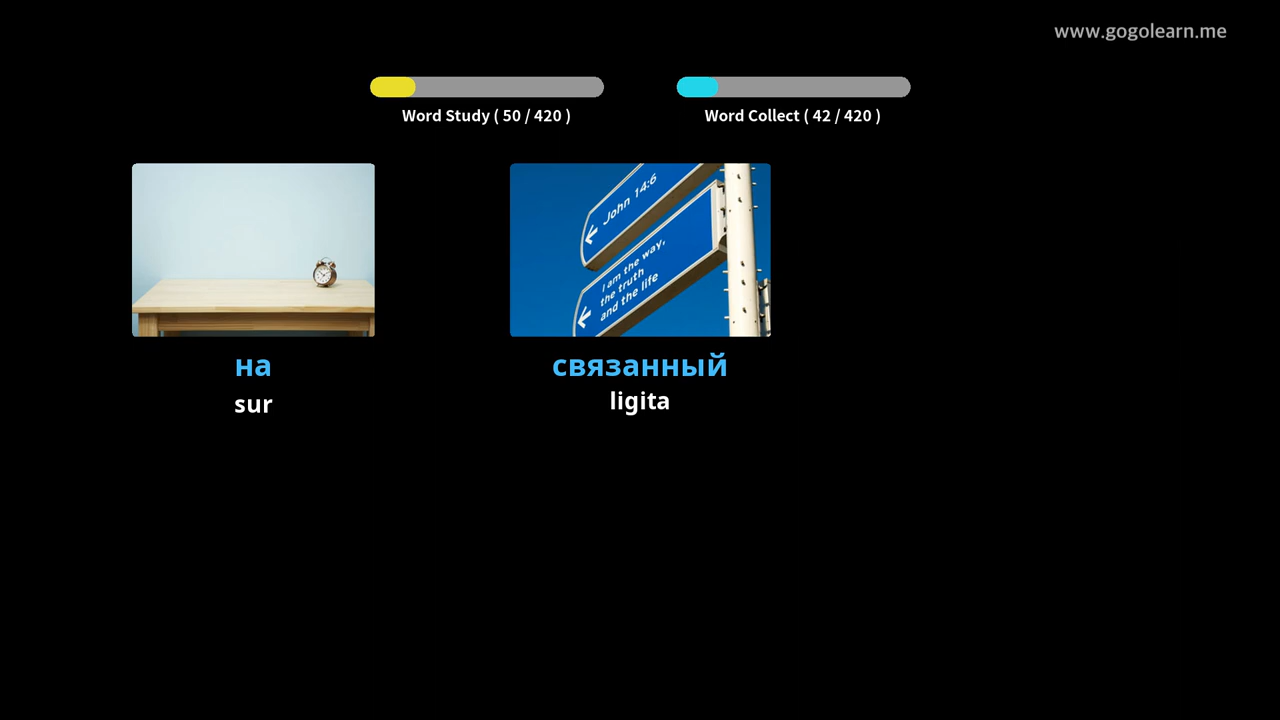 www.gogolearn.me
Word Study ( 50 / 420 )
Word Collect ( 42 / 420 )
John 14:6
I am the way,
the truth
and the life
на
sur
связанный
ligita